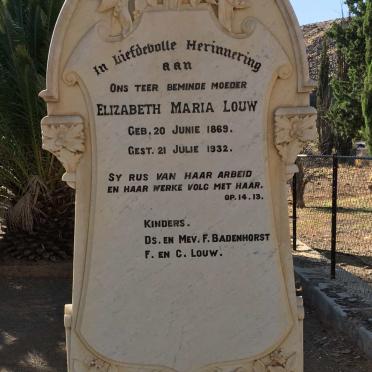 In Liefdevolle Herinnering
aan
Ons teer beminde moeder
Elizabeth Maria Louw
Geb. 20 Junie 1869.
Gest. 21 Julie 1932.
Sy rus van haar arbeid
en haar werke volg met haar.
Op. 14. 13.
Kinders.
Ds. en Mev. F. Badenhorst
F. en C. Louw.